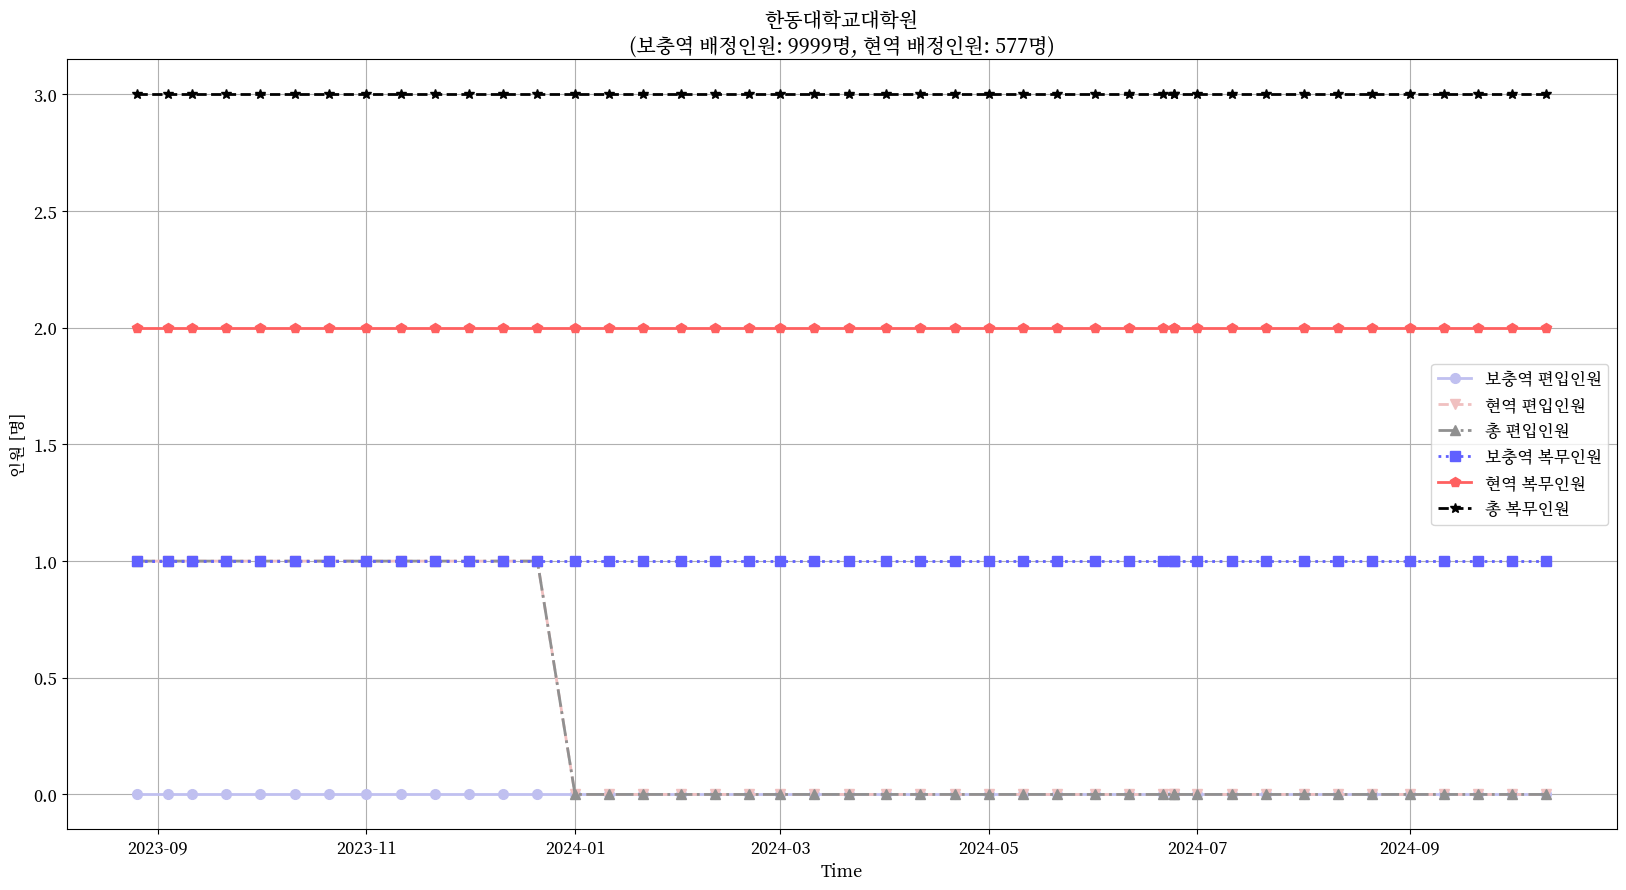 한동대학교대학원
(보충역 배정인원: 9999명, 현역 배정인원: 577명)
인원 [명]
3.0
2.5
2.0
1.5
1.0
0.5
0.0
보충역 편입인원
현역 편입인원
총 편입인원
보충역 복무인원
현역 복무인원
총 복무인원
2023-09
2023-11
2024-01
2024-03
2024-05
2024-07
2024-09
Time